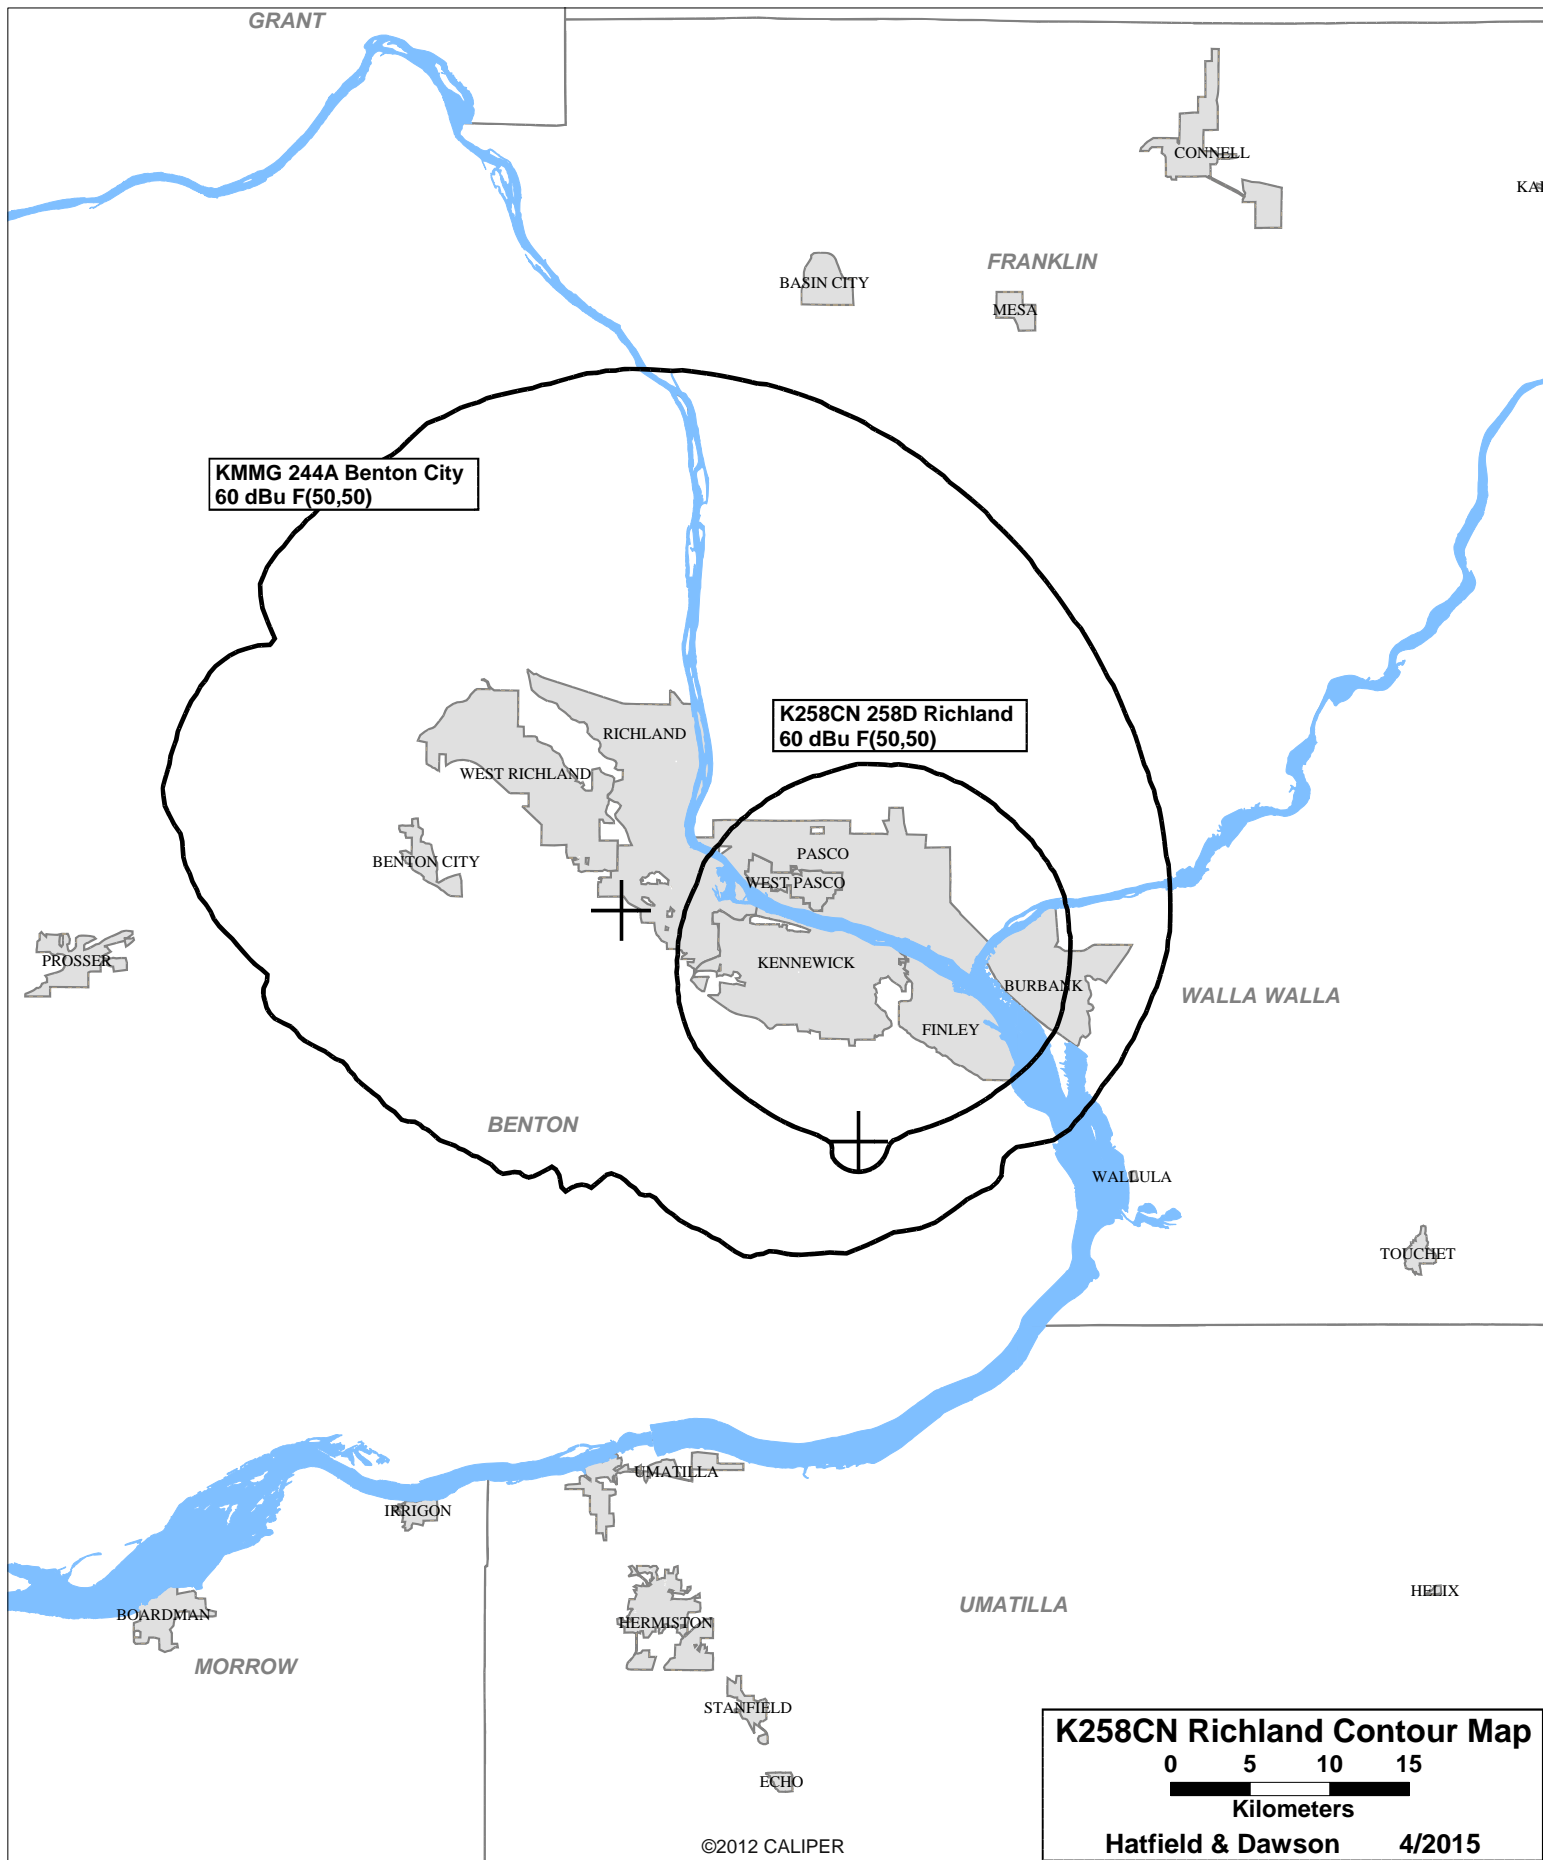 GRANT
CONNELL
FRANKLIN
BASIN CITY
MESA
KMMG 244A Benton City
60 dBu F(50,50)
K258CN 258D Richland
60 dBu F(50,50)
RICHLAND
WEST RICHLAND
BENTON CITY
PASCO
WEST PASCO
PROSSER
KENNEWICK
BURBANK
WALLA WALLA
FINLEY
BENTON
WALLULA
TOUCHET
UMATILLA
IRRIGON
HELIX
UMATILLA
BOARDMAN
HERMISTON
MORROW
STANFIELD
ECHO
K258CN Richland Contour Map
0 5 10 15
Kilometers
Hatfield & Dawson 4/2015
©2012 CALIPER